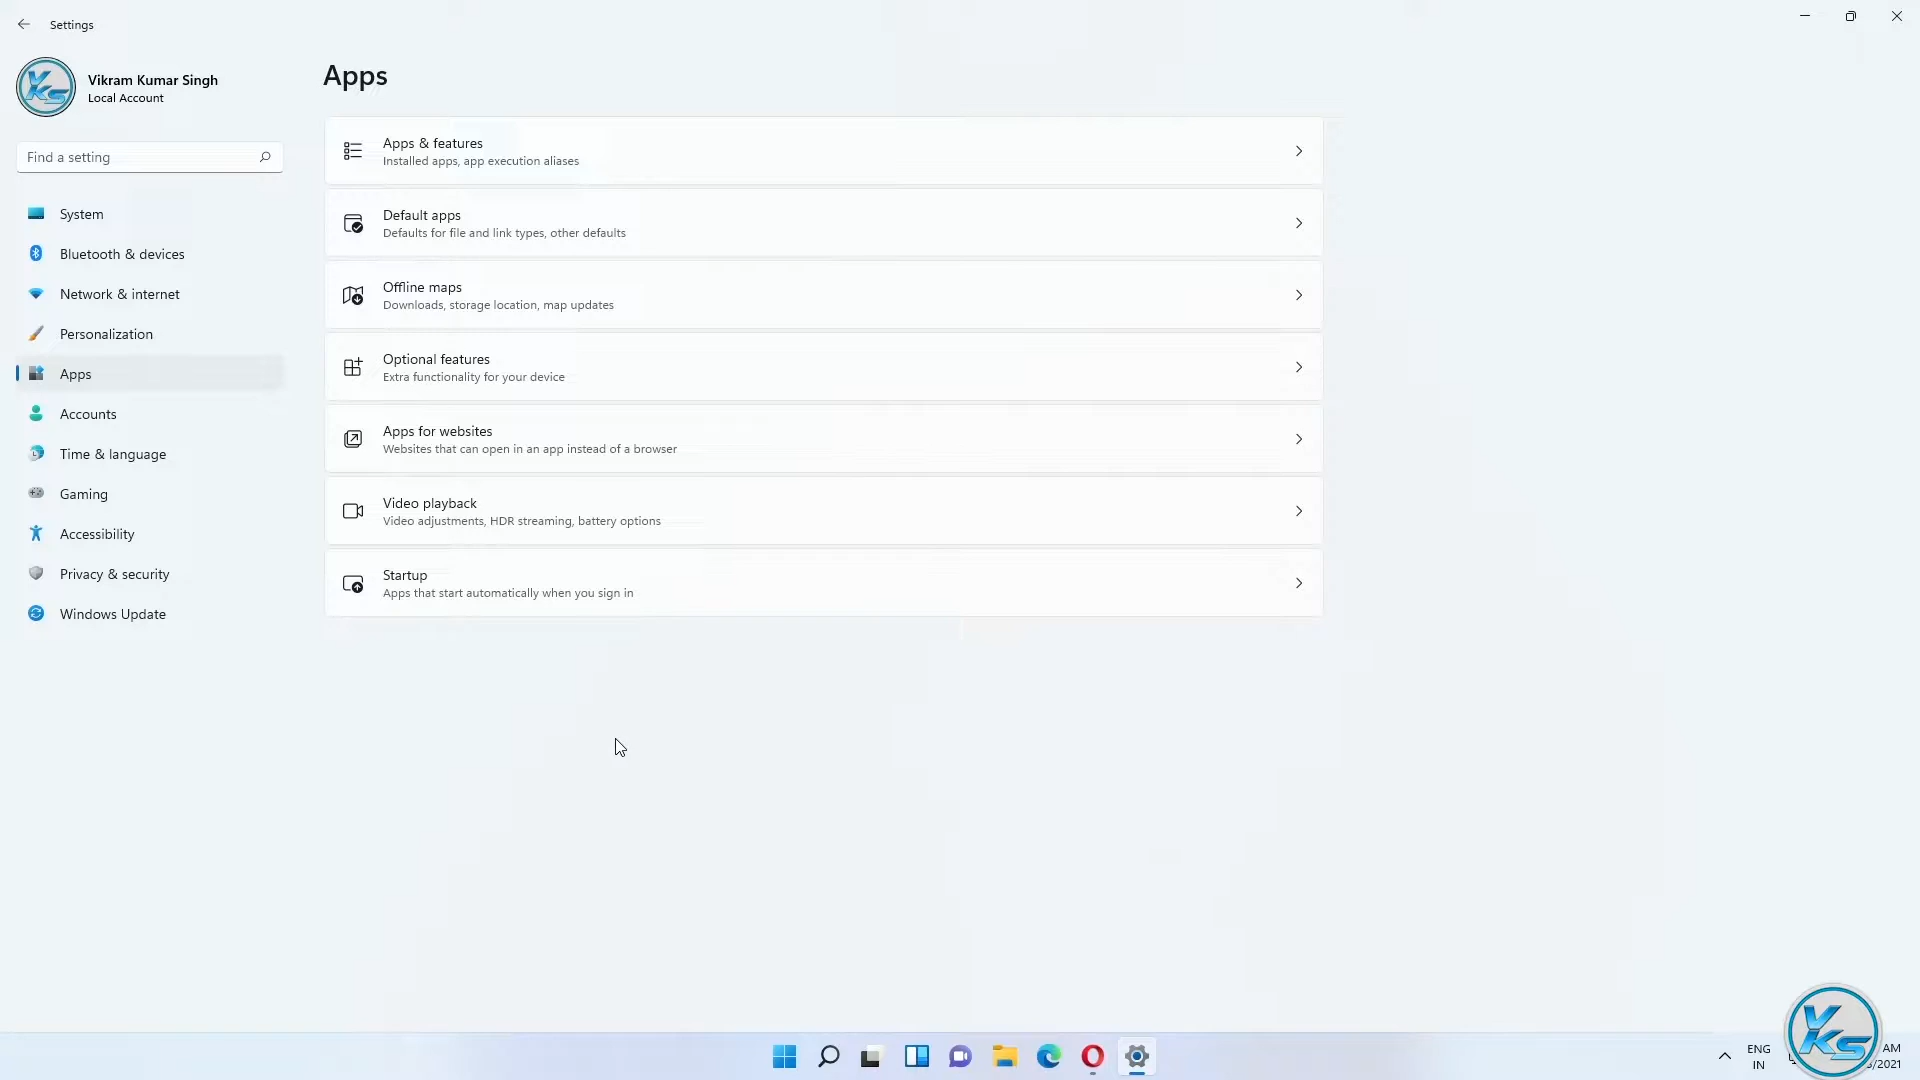 Settings
Vikram Kumar Singh
Local Account
Find a setting
System
Bluetooth & devices
Network & internet
Personalization
Apps
Accounts
Time & language
Gaming
Accessibility
Privacy & security
Windows Update
Apps
Apps & features
Installed apps, app execution aliases
Default apps
Defaults for file and link types, other defaults
Offline maps
Downloads, storage location, map updates
Optional features
Extra functionality for your device
Apps for websites
Websites that can open in an app instead of a browser
Video playback
Video adjustments, HDR streaming, battery options
Startup
Apps that start automatically when you sign in
ENG
IN
AM
/2021
VKS
VKS